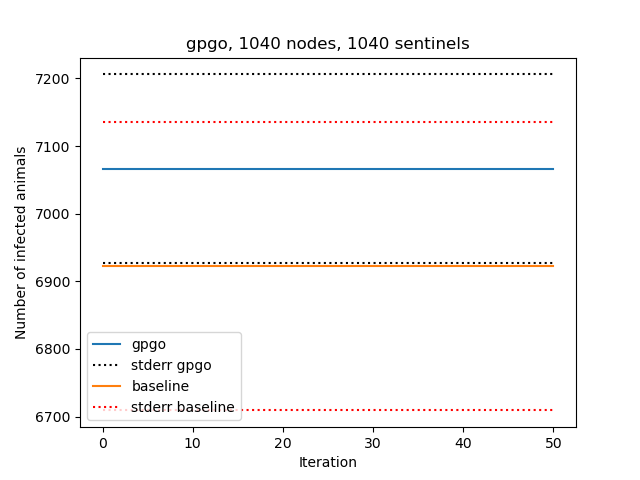 gpgo, 1040 nodes, 1040 sentinels
7200
7100
7000
6900
6800
6700
Number of infected animals
gpgo
stderr gpgo
baseline
stderr baseline
0 10 20 30 40 50
Iteration